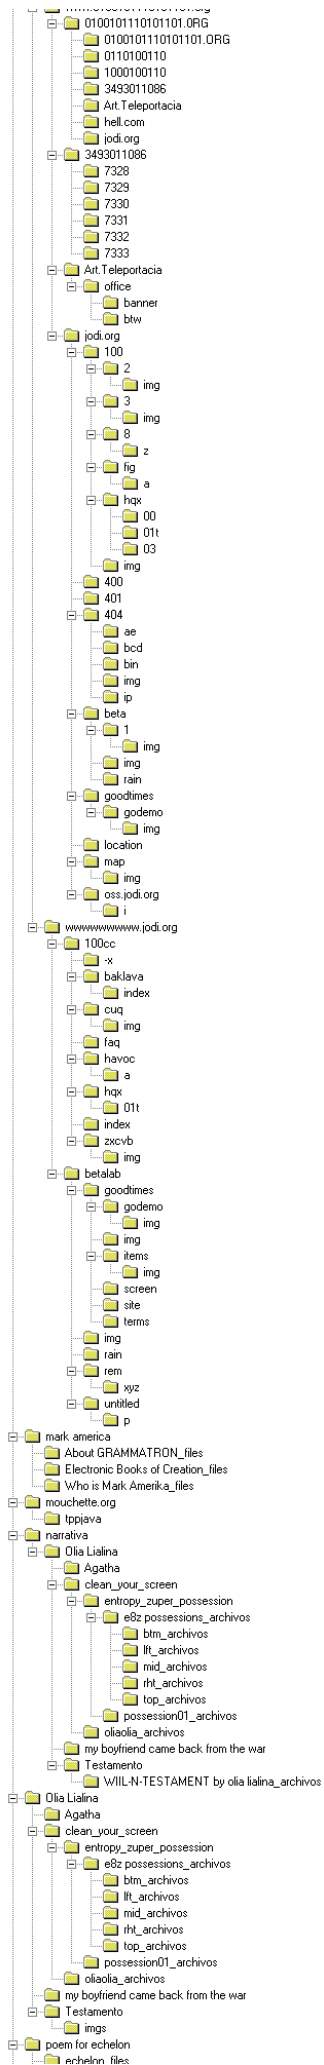 0100101110101101.ORG
0100101110101101.ORG
0110100110
1000100110
3493011086
Art.Teleportacia
hell.com
jodi.org
3493011086
7328
7329
7330
7331
7332
7333
Art.Teleportacia
office
banner
btw
jodi.org
100
2
img
3
img
8
z
fig
a
hqx
00
01t
03
img
400
401
404
ae
bcd
bin
img
ip
beta
1
img
img
rain
goodtimes
godemo
img
location
map
img
oss.jodi.org
i
wwwwwwwww.jodi.org
100cc
-x
baklava
index
cuq
img
faq
havoc
a
hqx
01t
index
zxcvb
img
betalab
goodtimes
godemo
img
img
items
img
screen
site
terms
img
rain
rem
xyz
untitled
p
mark america
About GRAMMATRON_files
Electronic Books of Creation_files
Who is Mark Amerika_files
mouchette.org
tppjava
narrativa
Olia Lialina
Agatha
clean_your_screen
entropy_zuper_possession
e8z possessions_archivos
btm_archivos
lft_archivos
mid_archivos
rht_archivos
top_archivos
possession01_archivos
oliaolia_archivos
my boyfriend came back from the war
Testamento
WIIL-N-TESTAMENT by olia lialina_archivos
Olia Lialina
Agatha
clean_your_screen
entropy_zuper_possession
e8z possessions_archivos
btm_archivos
lft_archivos
mid_archivos
rht_archivos
top_archivos
possession01_archivos
oliaolia_archivos
my boyfriend came back from the war
Testamento
imgs
poem for echelon
echelon_files